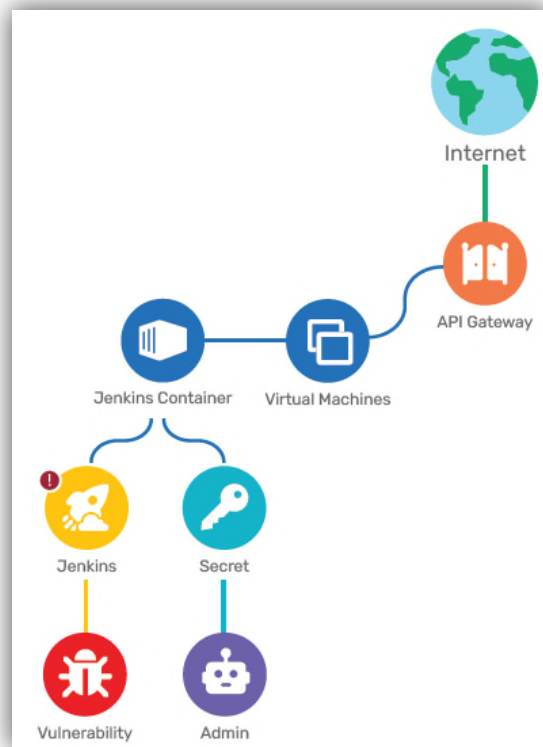 Internet
API Gateway
Jenkins Container
Virtual Machines
!
Jenkins
Secret
Vulnerability
Admin